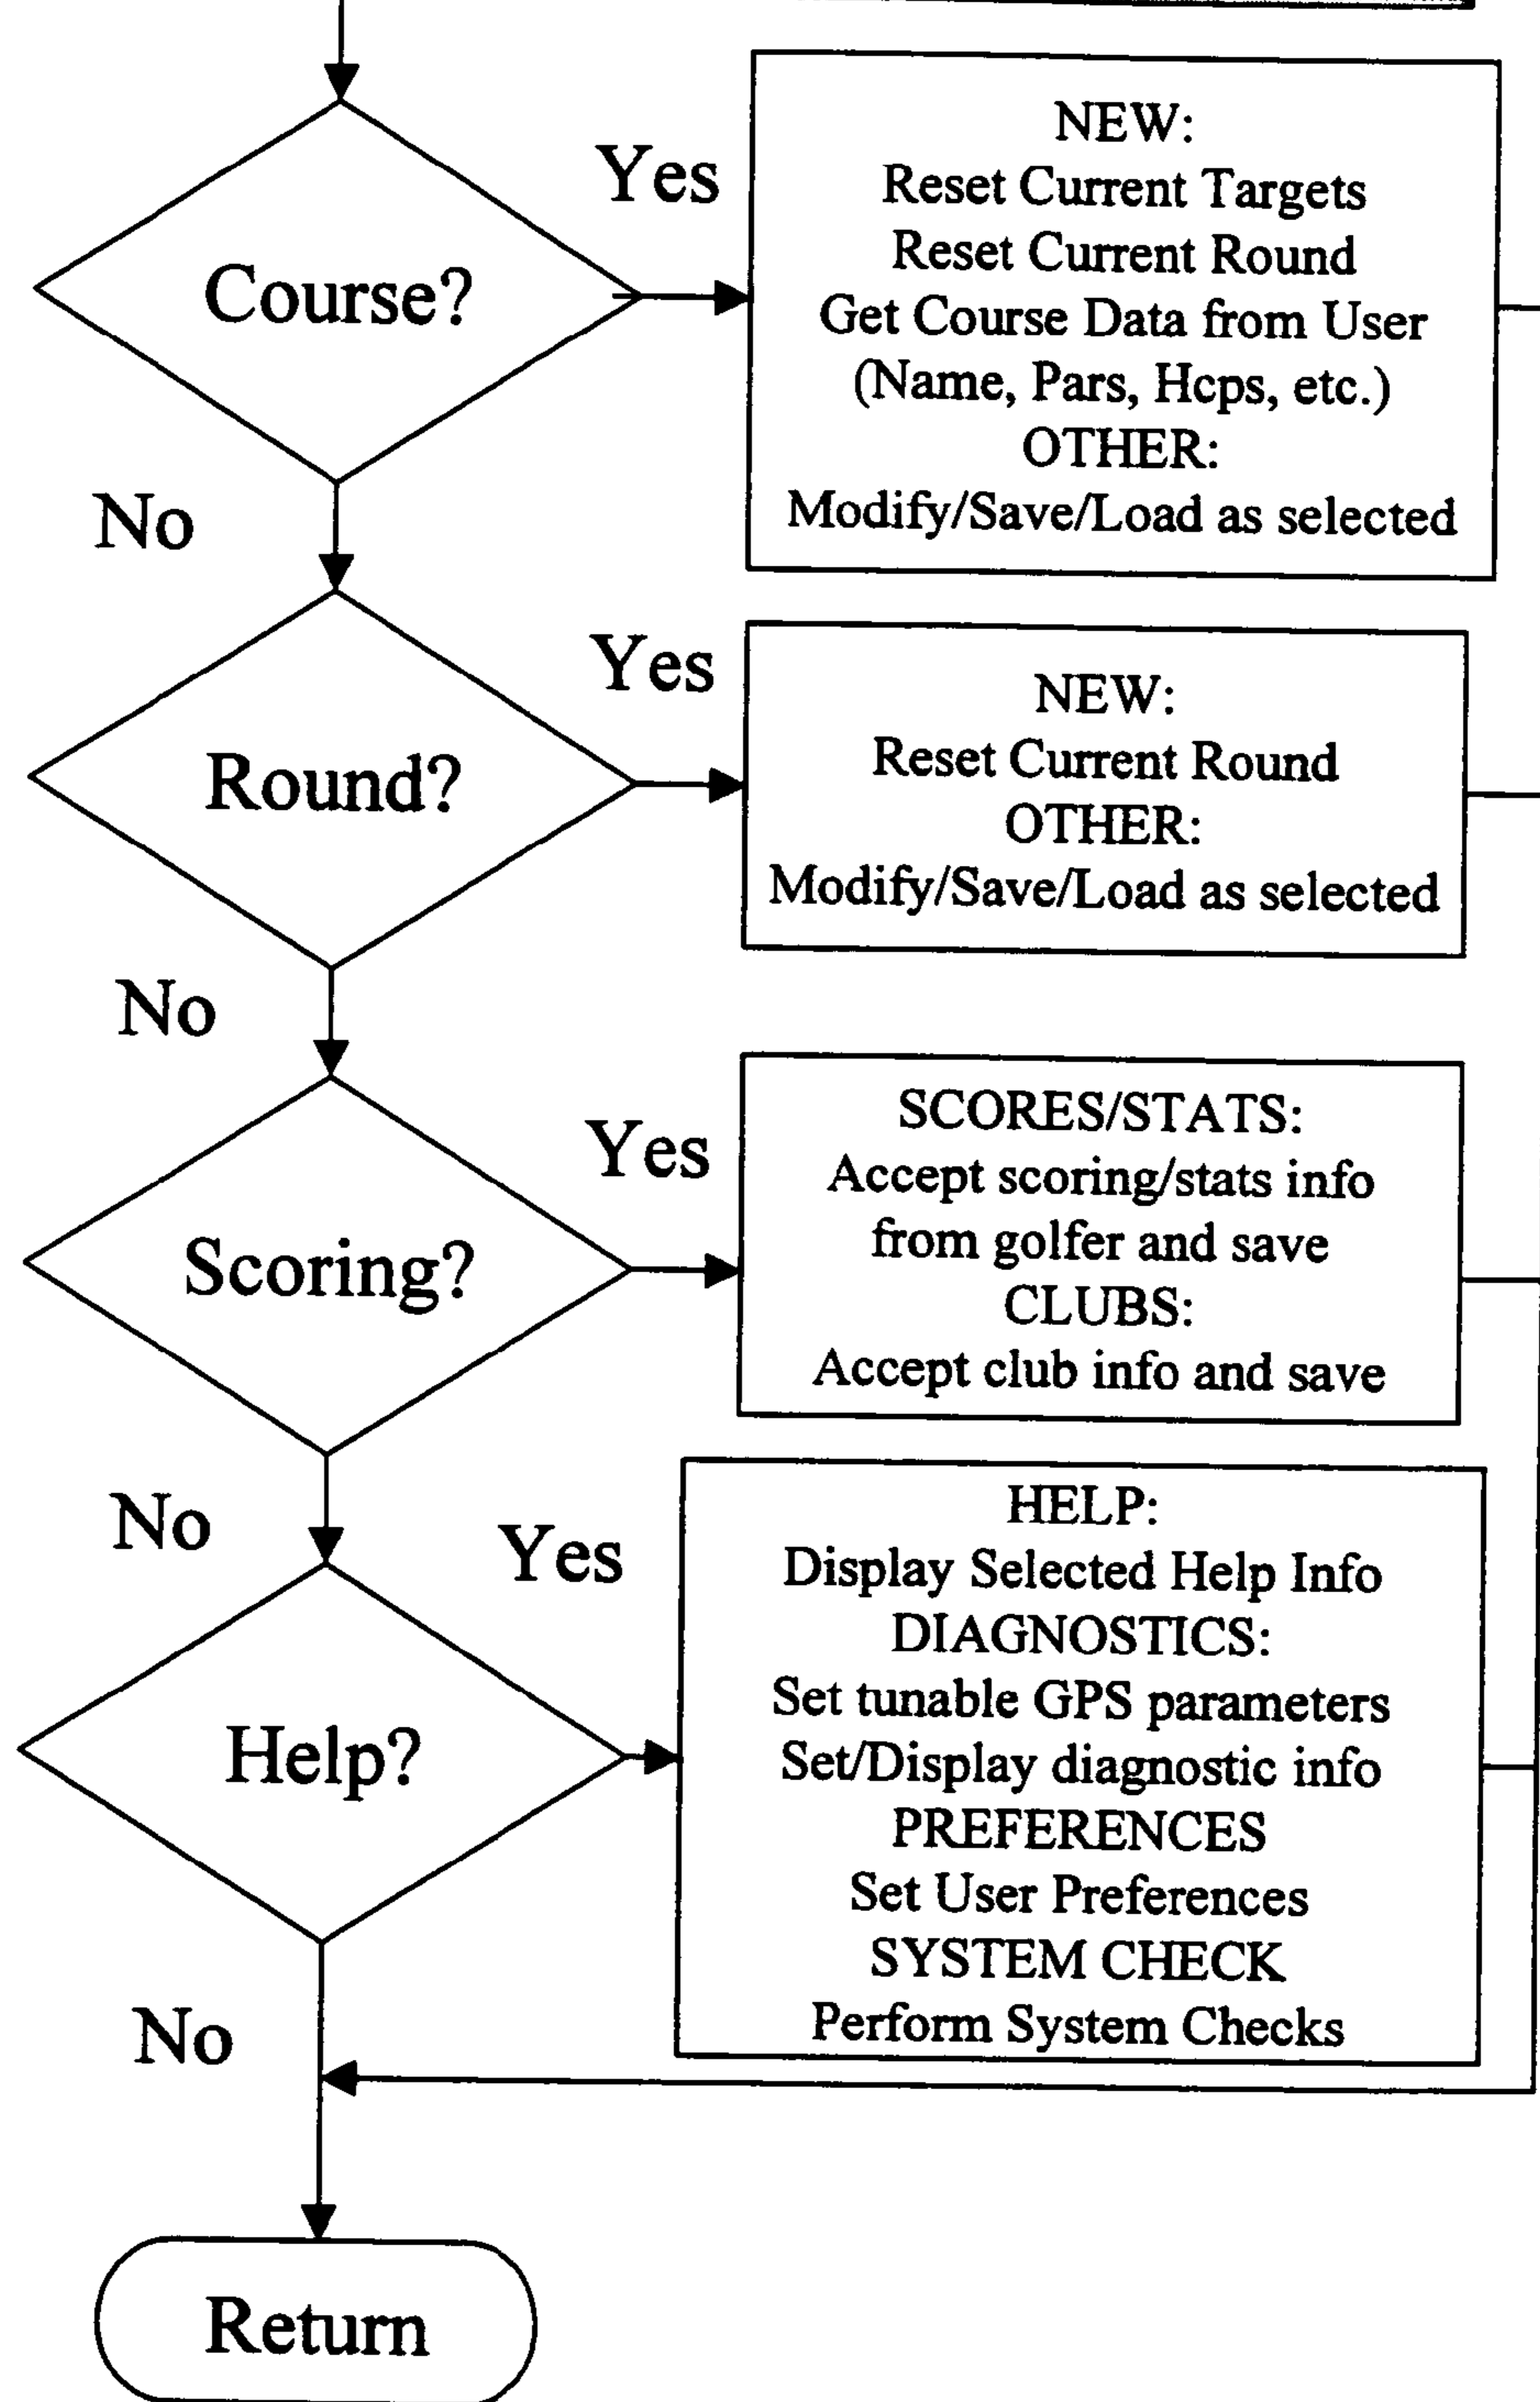 Course?
Yes
NEW:
Reset Current Targets
Reset Current Round
Get Course Data from User
(Name, Pars, Hcps, etc.)
OTHER:
Modify/Save/Load as selected
No
Round?
Yes
NEW:
Reset Current Round
OTHER:
Modify/Save/Load as selected
No
Scoring?
Yes
SCORES/STATS:
Accept scoring/stats info
from golfer and save
CLUBS:
Accept club info and save
No
Help?
Yes
HELP:
Display Selected Help Info
DIAGNOSTICS:
Set tunable GPS parameters
Set/Display diagnostic info
PREFERENCES
Set User Preferences
SYSTEM CHECK
Perform System Checks
No
Return